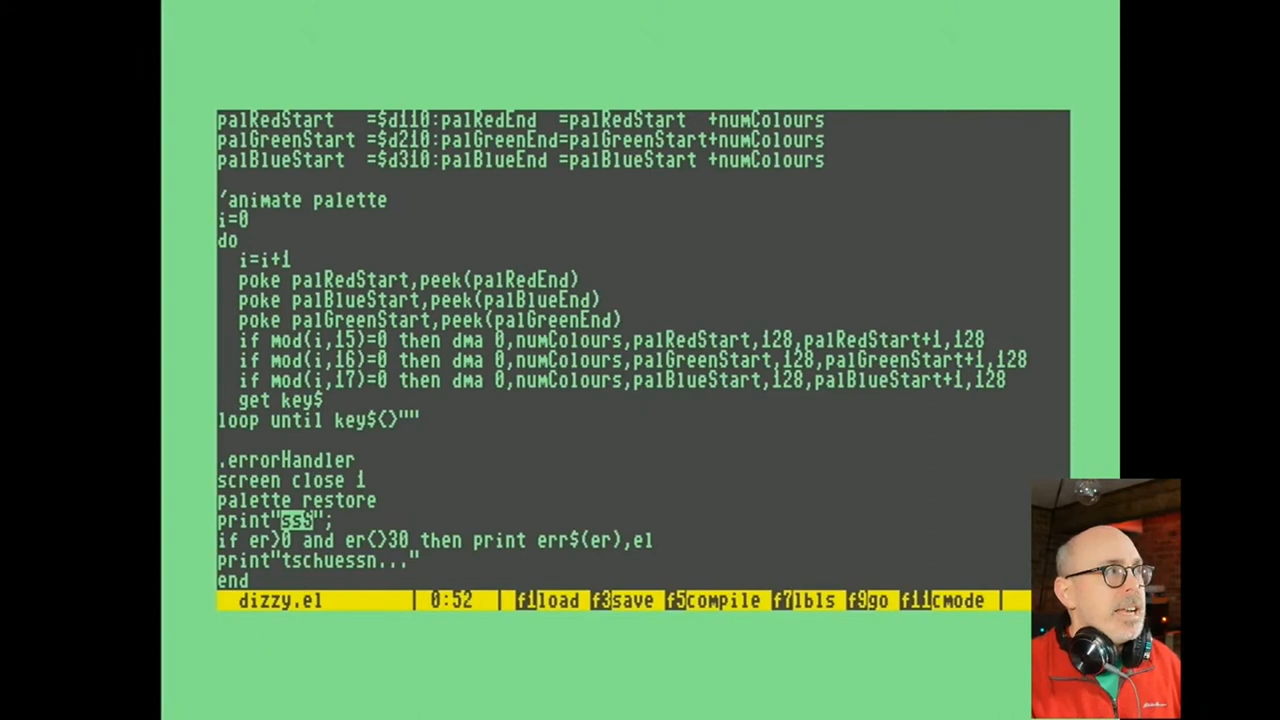 palRedStart   =$d110:palRedEnd  =palRedStart  +numColours
palGreenStart =$d210:palGreenEnd=palGreenStart+numColours
palBlueStart  =$d310:palBlueEnd =palBlueStart +numColours
'animate palette
i=0
do
  i=i+1
  poke palRedStart,peek(palRedEnd)
  poke palBlueStart,peek(palBlueEnd)
  poke palGreenStart,peek(palGreenEnd)
  if mod(i,15)=0 then dma 0,numColours,palRedStart,128,palRedStart+1,128
  if mod(i,16)=0 then dma 0,numColours,palGreenStart,128,palGreenStart+1,128
  if mod(i,17)=0 then dma 0,numColours,palBlueStart,128,palBlueStart+1,128
  get key$
loop until key$<>""
.errorHandler
screen close 1
palette restore
print"ssS";
if er>0 and er<>30 then print err$(er),el
print"tschuessn..."
end
dizzy.el | 0:52 | f1load f3save f5compile f7lbls f9go f11cmode |